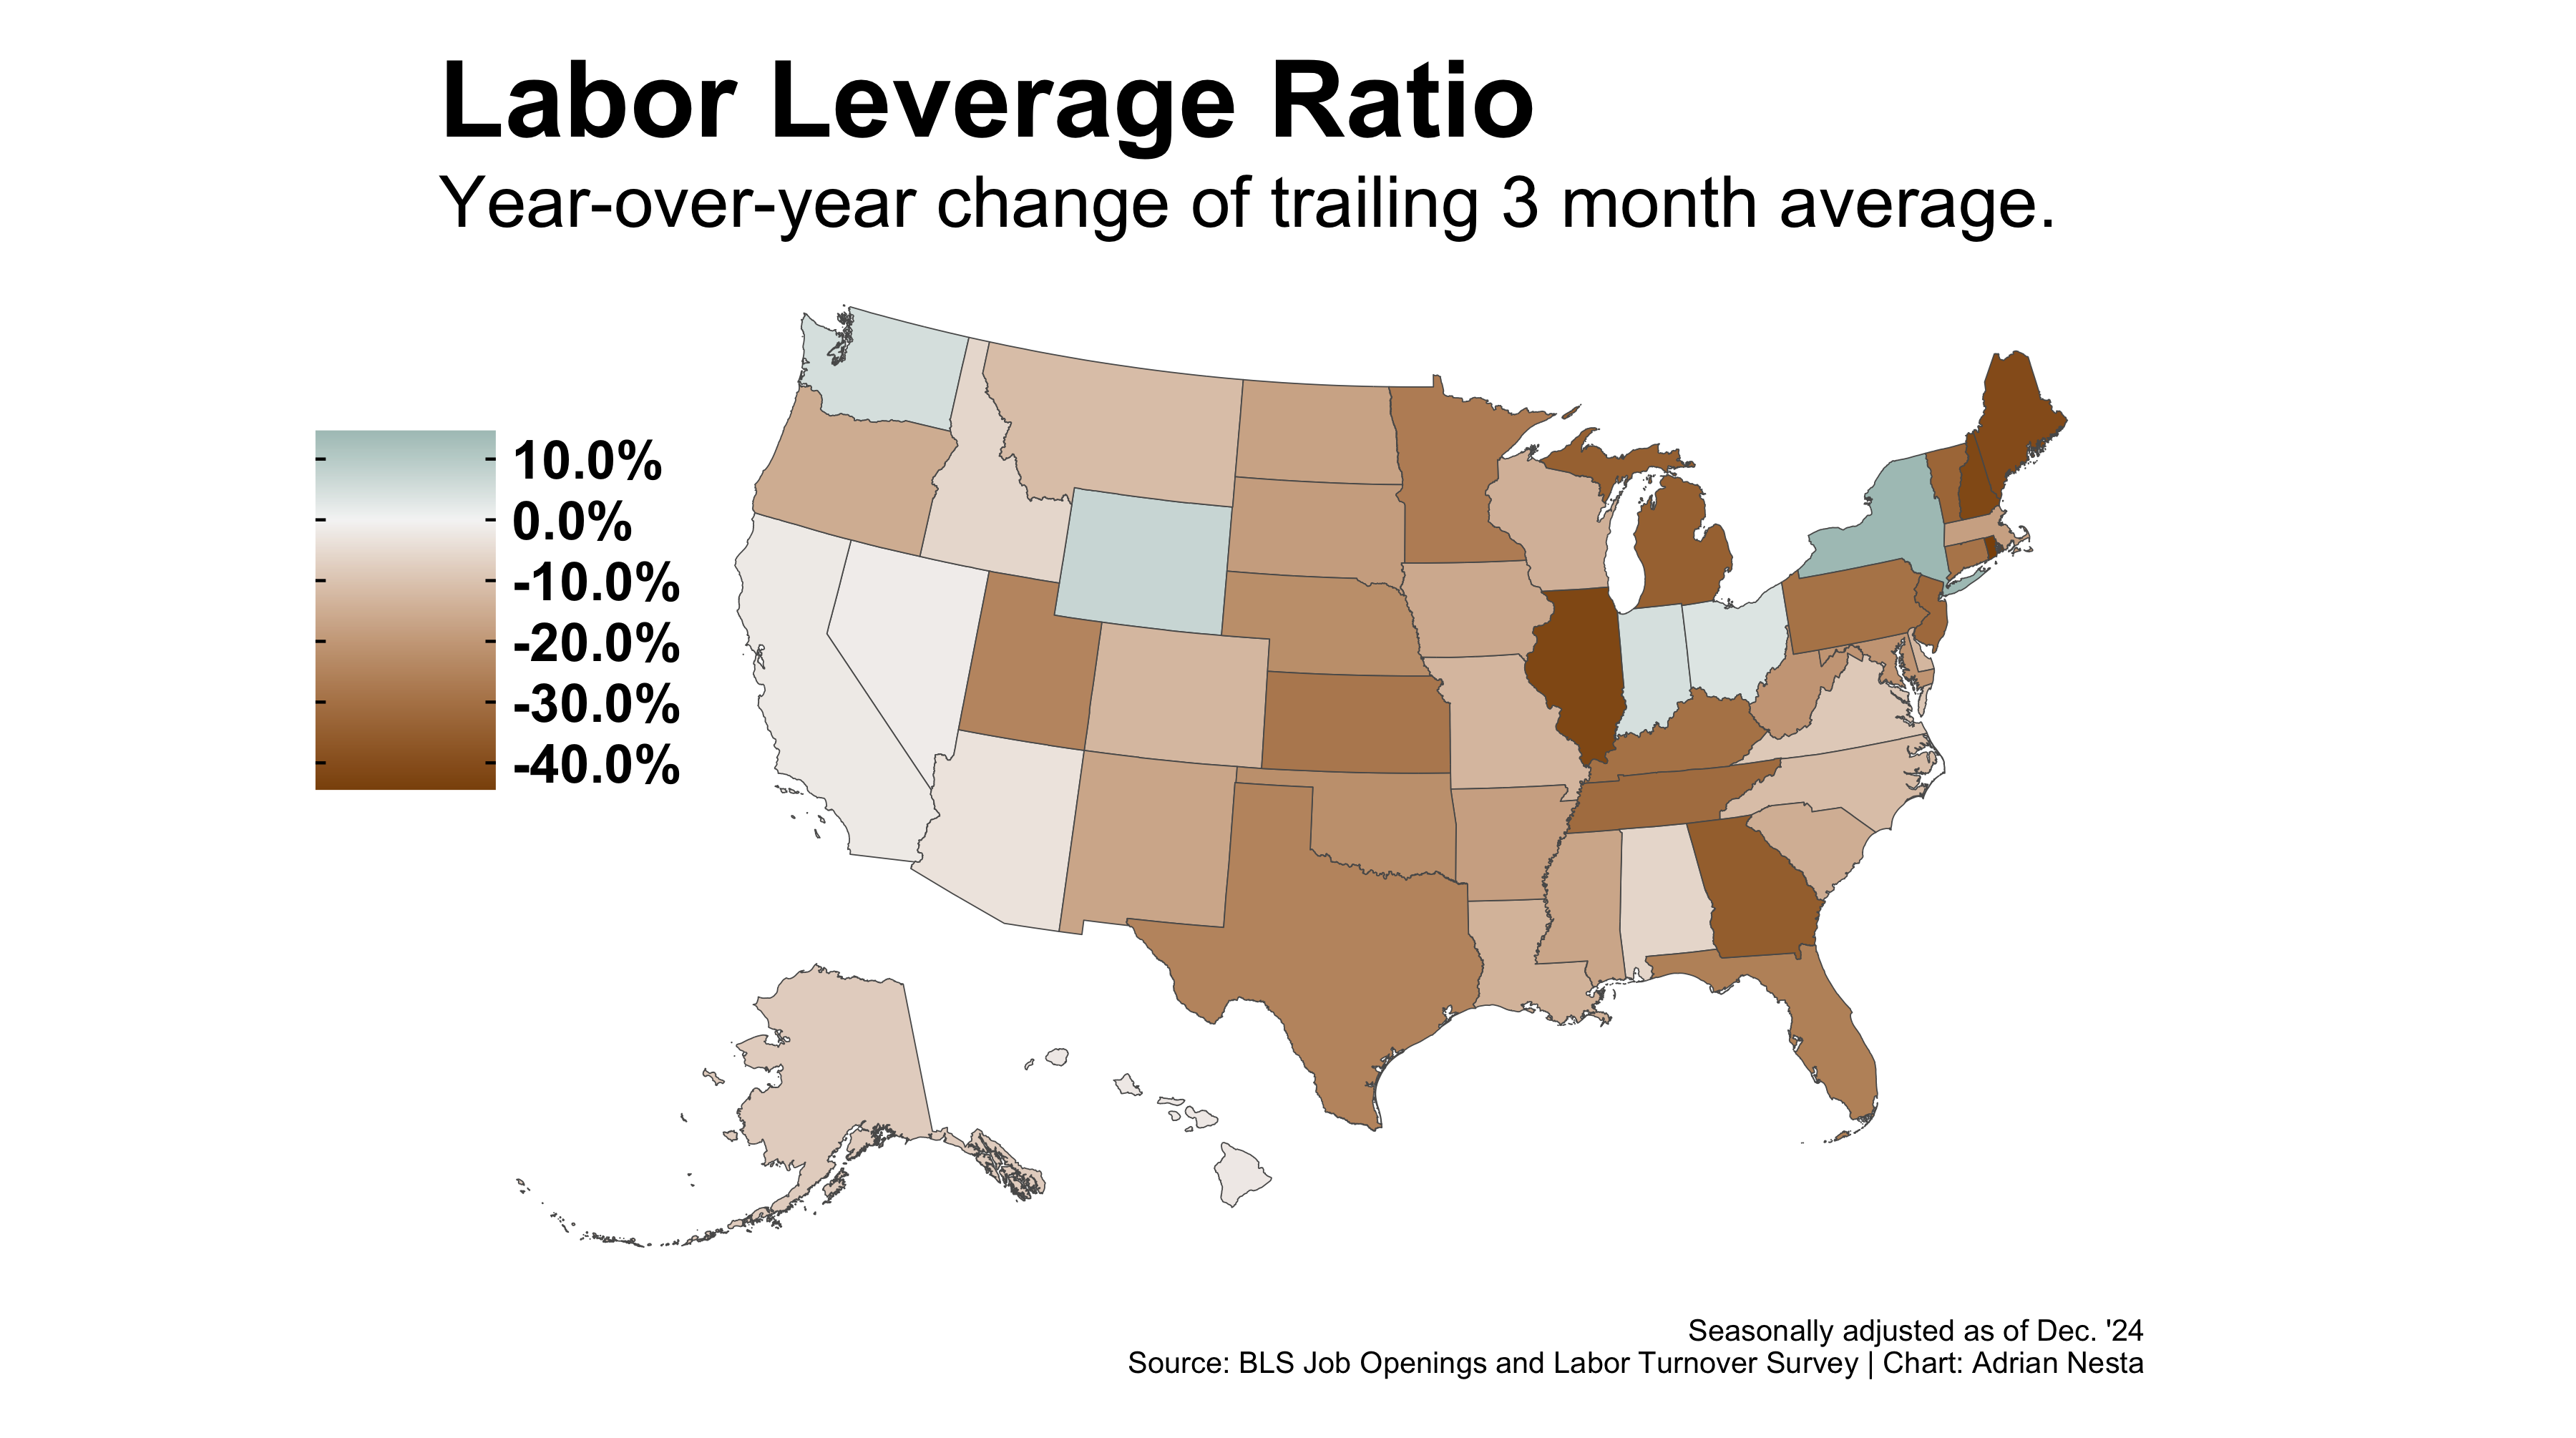 Labor Leverage Ratio
Year-over-year change of trailing 3 month average.
10.0%
0.0%
-10.0%
-20.0%
-30.0%
-40.0%
Seasonally adjusted as of Dec. '24
Source: BLS Job Openings and Labor Turnover Survey | Chart: Adrian Nesta